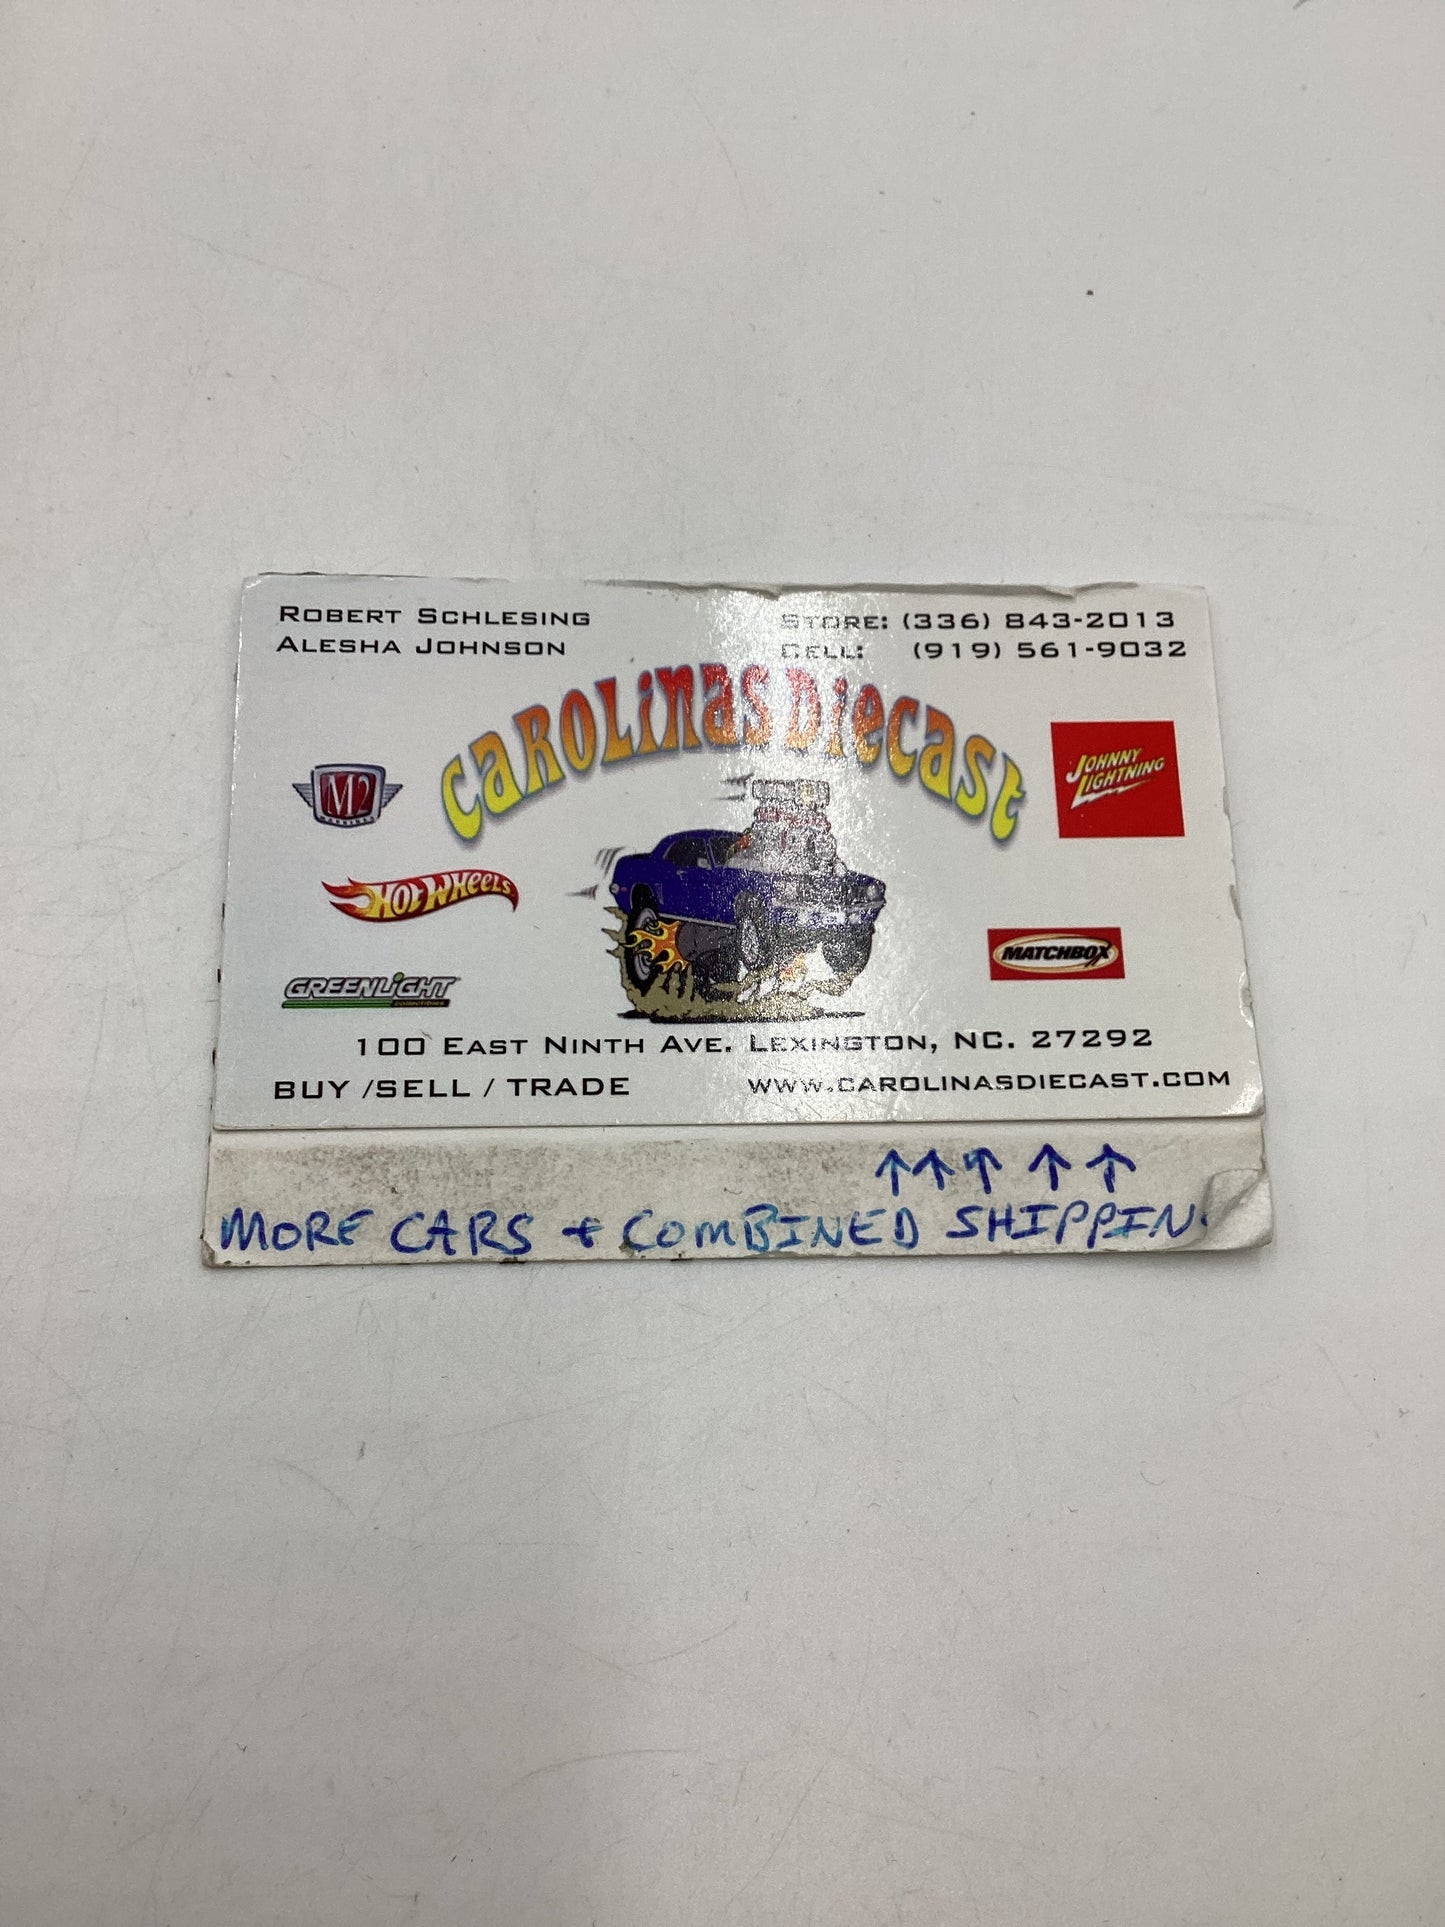 ROBERT SCHLESING
ALESHA JOHNSON
STORE: (336) 843-2013
CELL: (919) 561-9032
CAROLINAS DIECAST
M2
MACHINES
JOHNNY
LIGHTNING
HOT WHEELS
MATCHBOX
GREENLIGHT
collectibles
100 EAST NINTH AVE. LEXINGTON, NC. 27292
BUY /SELL / TRADE
WWW.CAROLINASDIECAST.COM
↑↑↑↑↑
MORE CARS + COMBINED SHIPPIN